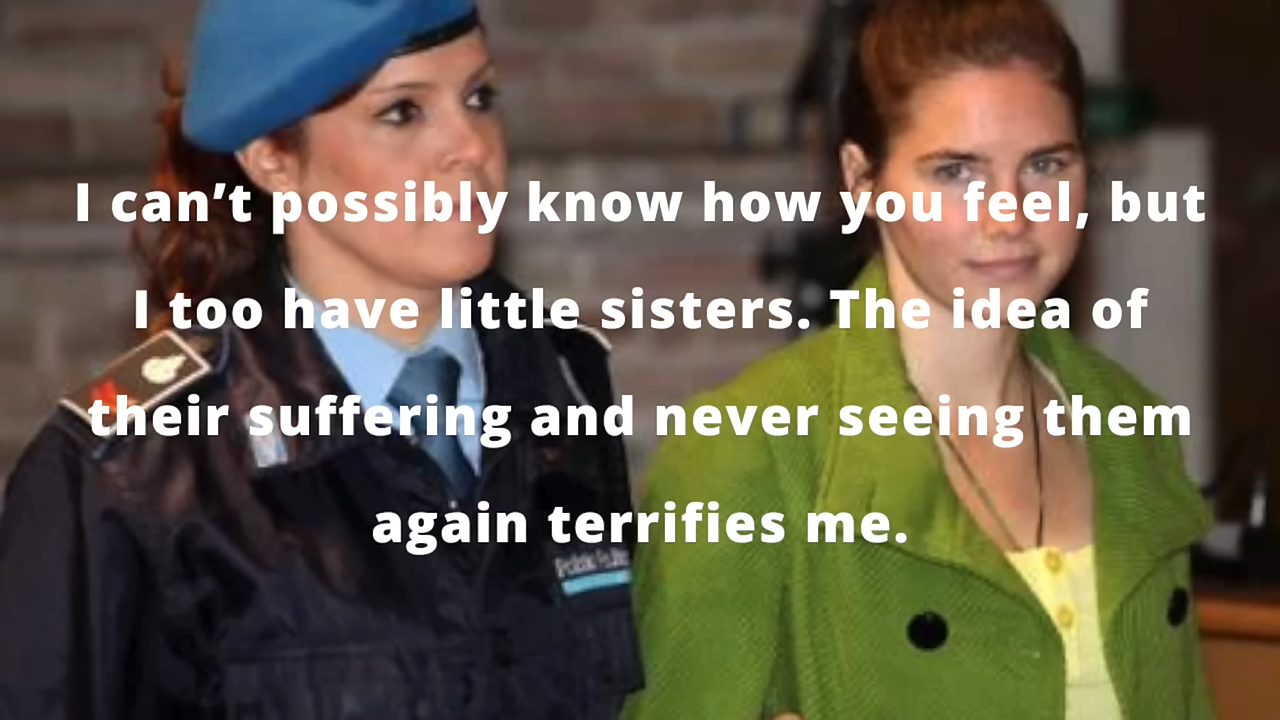 I can’t possibly know how you feel, but
I too have little sisters. The idea of
their suffering and never seeing them
again terrifies me.